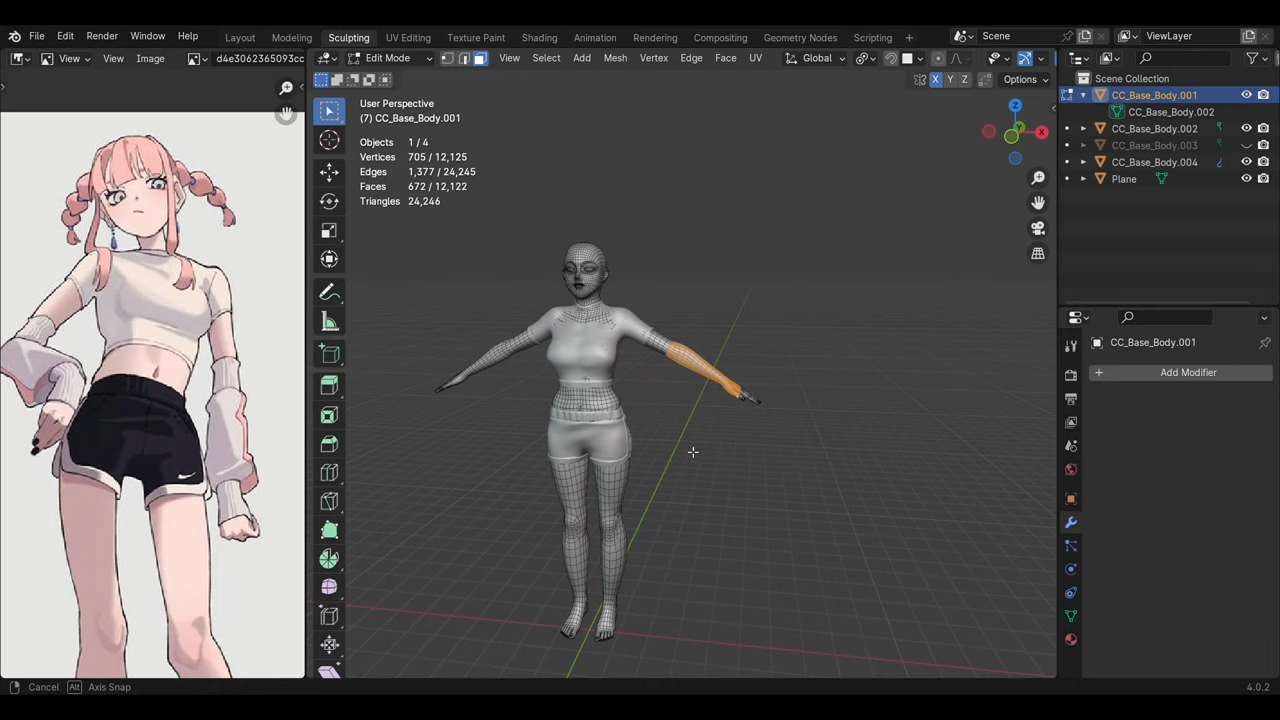 File Edit Render Window Help
Layout Modeling Sculpting UV Editing Texture Paint Shading Animation Rendering Compositing Geometry Nodes Scripting +
Scene
ViewLayer
View View Image d4e3062365093cc
Edit Mode View Select Add Mesh Vertex Edge Face UV Global
X Y Z Options
User Perspective
(7) CC_Base_Body.001
Objects 1 / 4
Vertices 705 / 12,125
Edges 1,377 / 24,245
Faces 672 / 12,122
Triangles 24,246
Z
Y
X
Scene Collection
CC_Base_Body.001
CC_Base_Body.002
CC_Base_Body.002
CC_Base_Body.003
CC_Base_Body.004
Plane
CC_Base_Body.001
+ Add Modifier
Cancel Alt Axis Snap
4.0.2